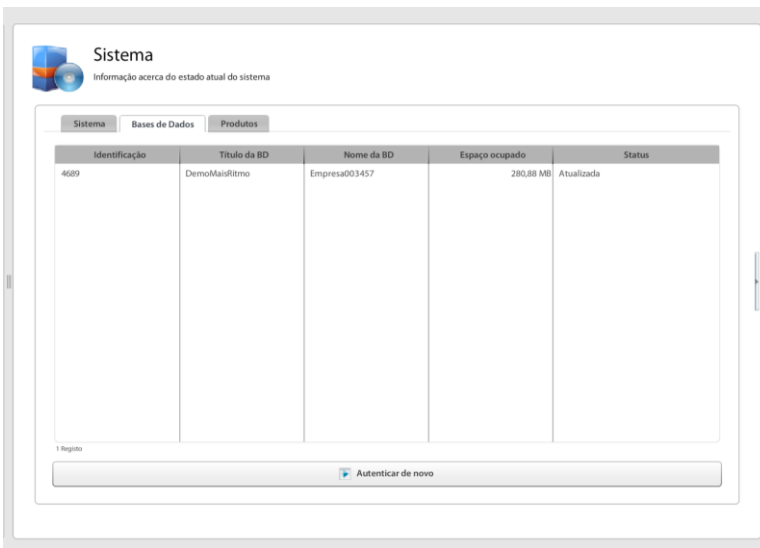 Sistema
Informação acerca do estado atual do sistema
Sistema Bases de Dados Produtos
Identificação Título da BD Nome da BD Espaço ocupado Status
4689 DemoMaisRitmo Empresa003457 280,88 MB Atualizada
1 Registo
Autenticar de novo